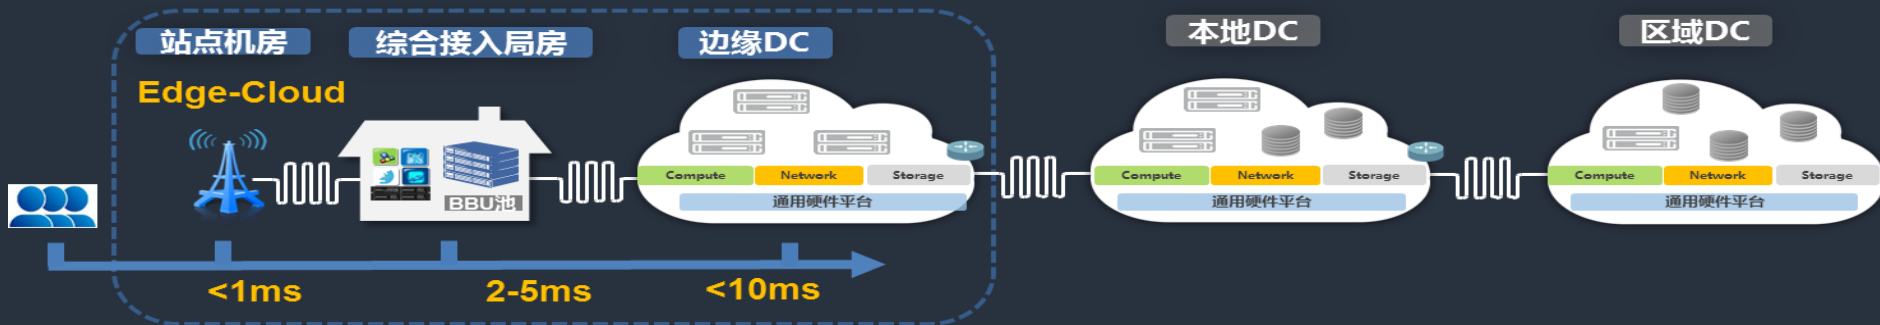 站点机房
综合接入局房
边缘DC
本地DC
区域DC
Edge-Cloud
BBU池
Compute Network Storage
通用硬件平台
Compute Network Storage
通用硬件平台
Compute Network Storage
通用硬件平台
<1ms
2-5ms
<10ms